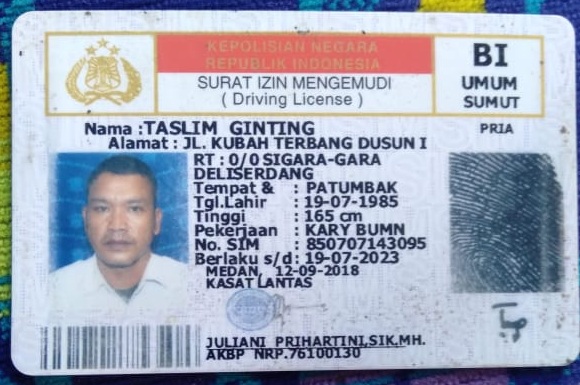 KEPOLISIAN NEGARA
REPUBLIK INDONESIA
SURAT IZIN MENGEMUDI
( Driving License )
BI
UMUM
SUMUT
PRIA
Nama : TASLIM GINTING
Alamat : JL. KUBAH TERBANG DUSUN I
RT : 0/0 SIGARA-GARA
DELISERDANG
Tempat & : PATUMBAK
Tgl.Lahir : 19-07-1985
Tinggi : 165 cm
Pekerjaan : KARY BUMN
No. SIM : 850707143095
Berlaku s/d : 19-07-2023
MEDAN, 12-09-2018
KASAT LANTAS
JULIANI PRIHARTINI,SIK,MH.
AKBP NRP.76100130